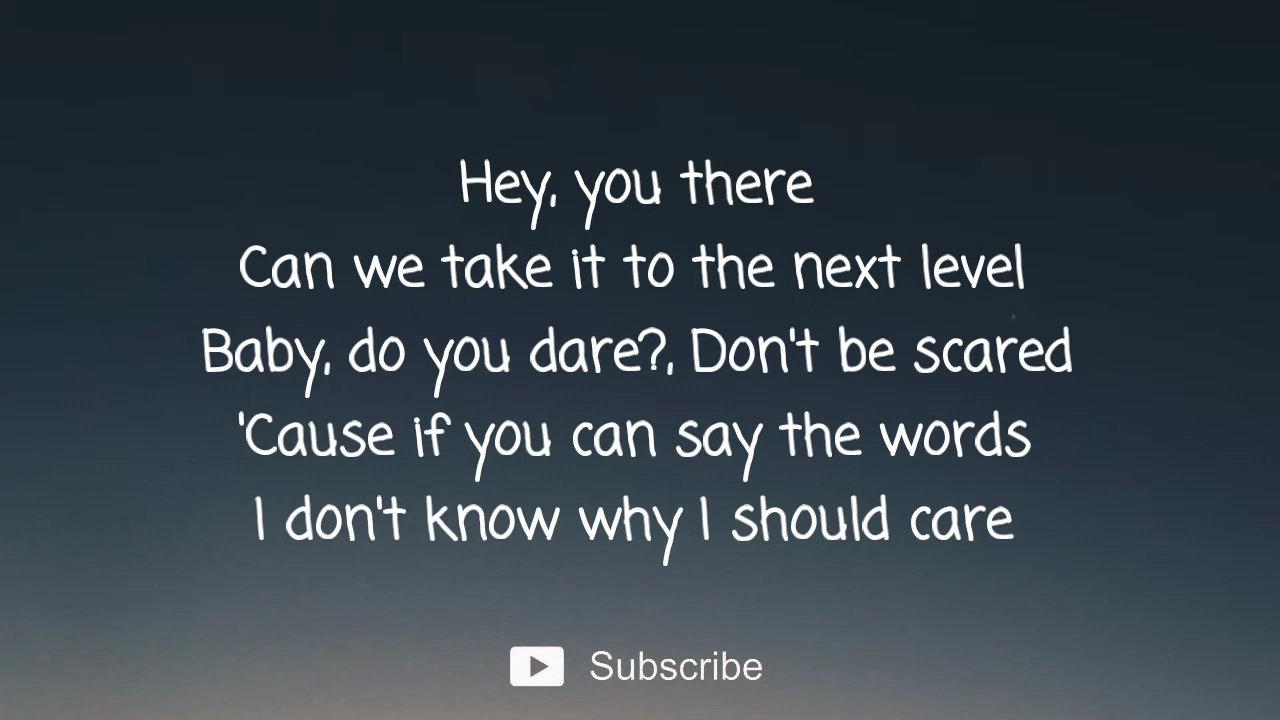 Hey, you there
Can we take it to the next level
Baby, do you dare?, Don't be scared
'Cause if you can say the words
I don't know why I should care
Subscribe